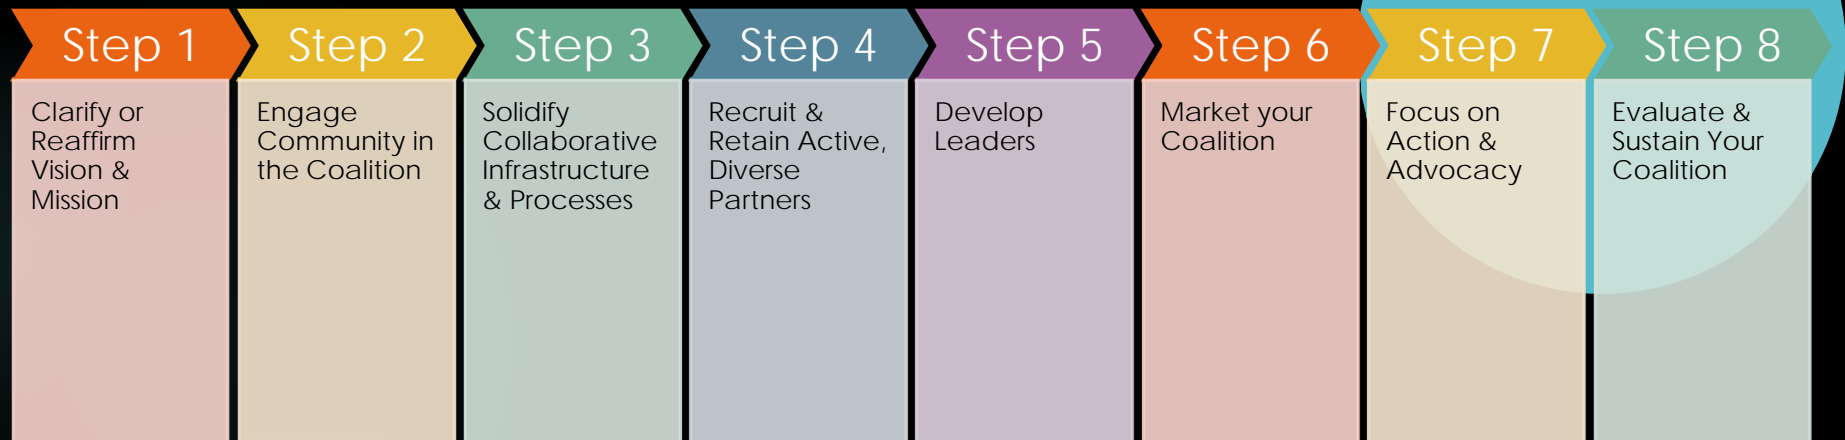 Step 1
Clarify or
Reaffirm
Vision &
Mission
Step 2
Engage
Community in
the Coalition
Step 3
Solidify
Collaborative
Infrastructure
& Processes
Step 4
Recruit &
Retain Active,
Diverse
Partners
Step 5
Develop
Leaders
Step 6
Market your
Coalition
Step 7
Focus on
Action &
Advocacy
Step 8
Evaluate &
Sustain Your
Coalition